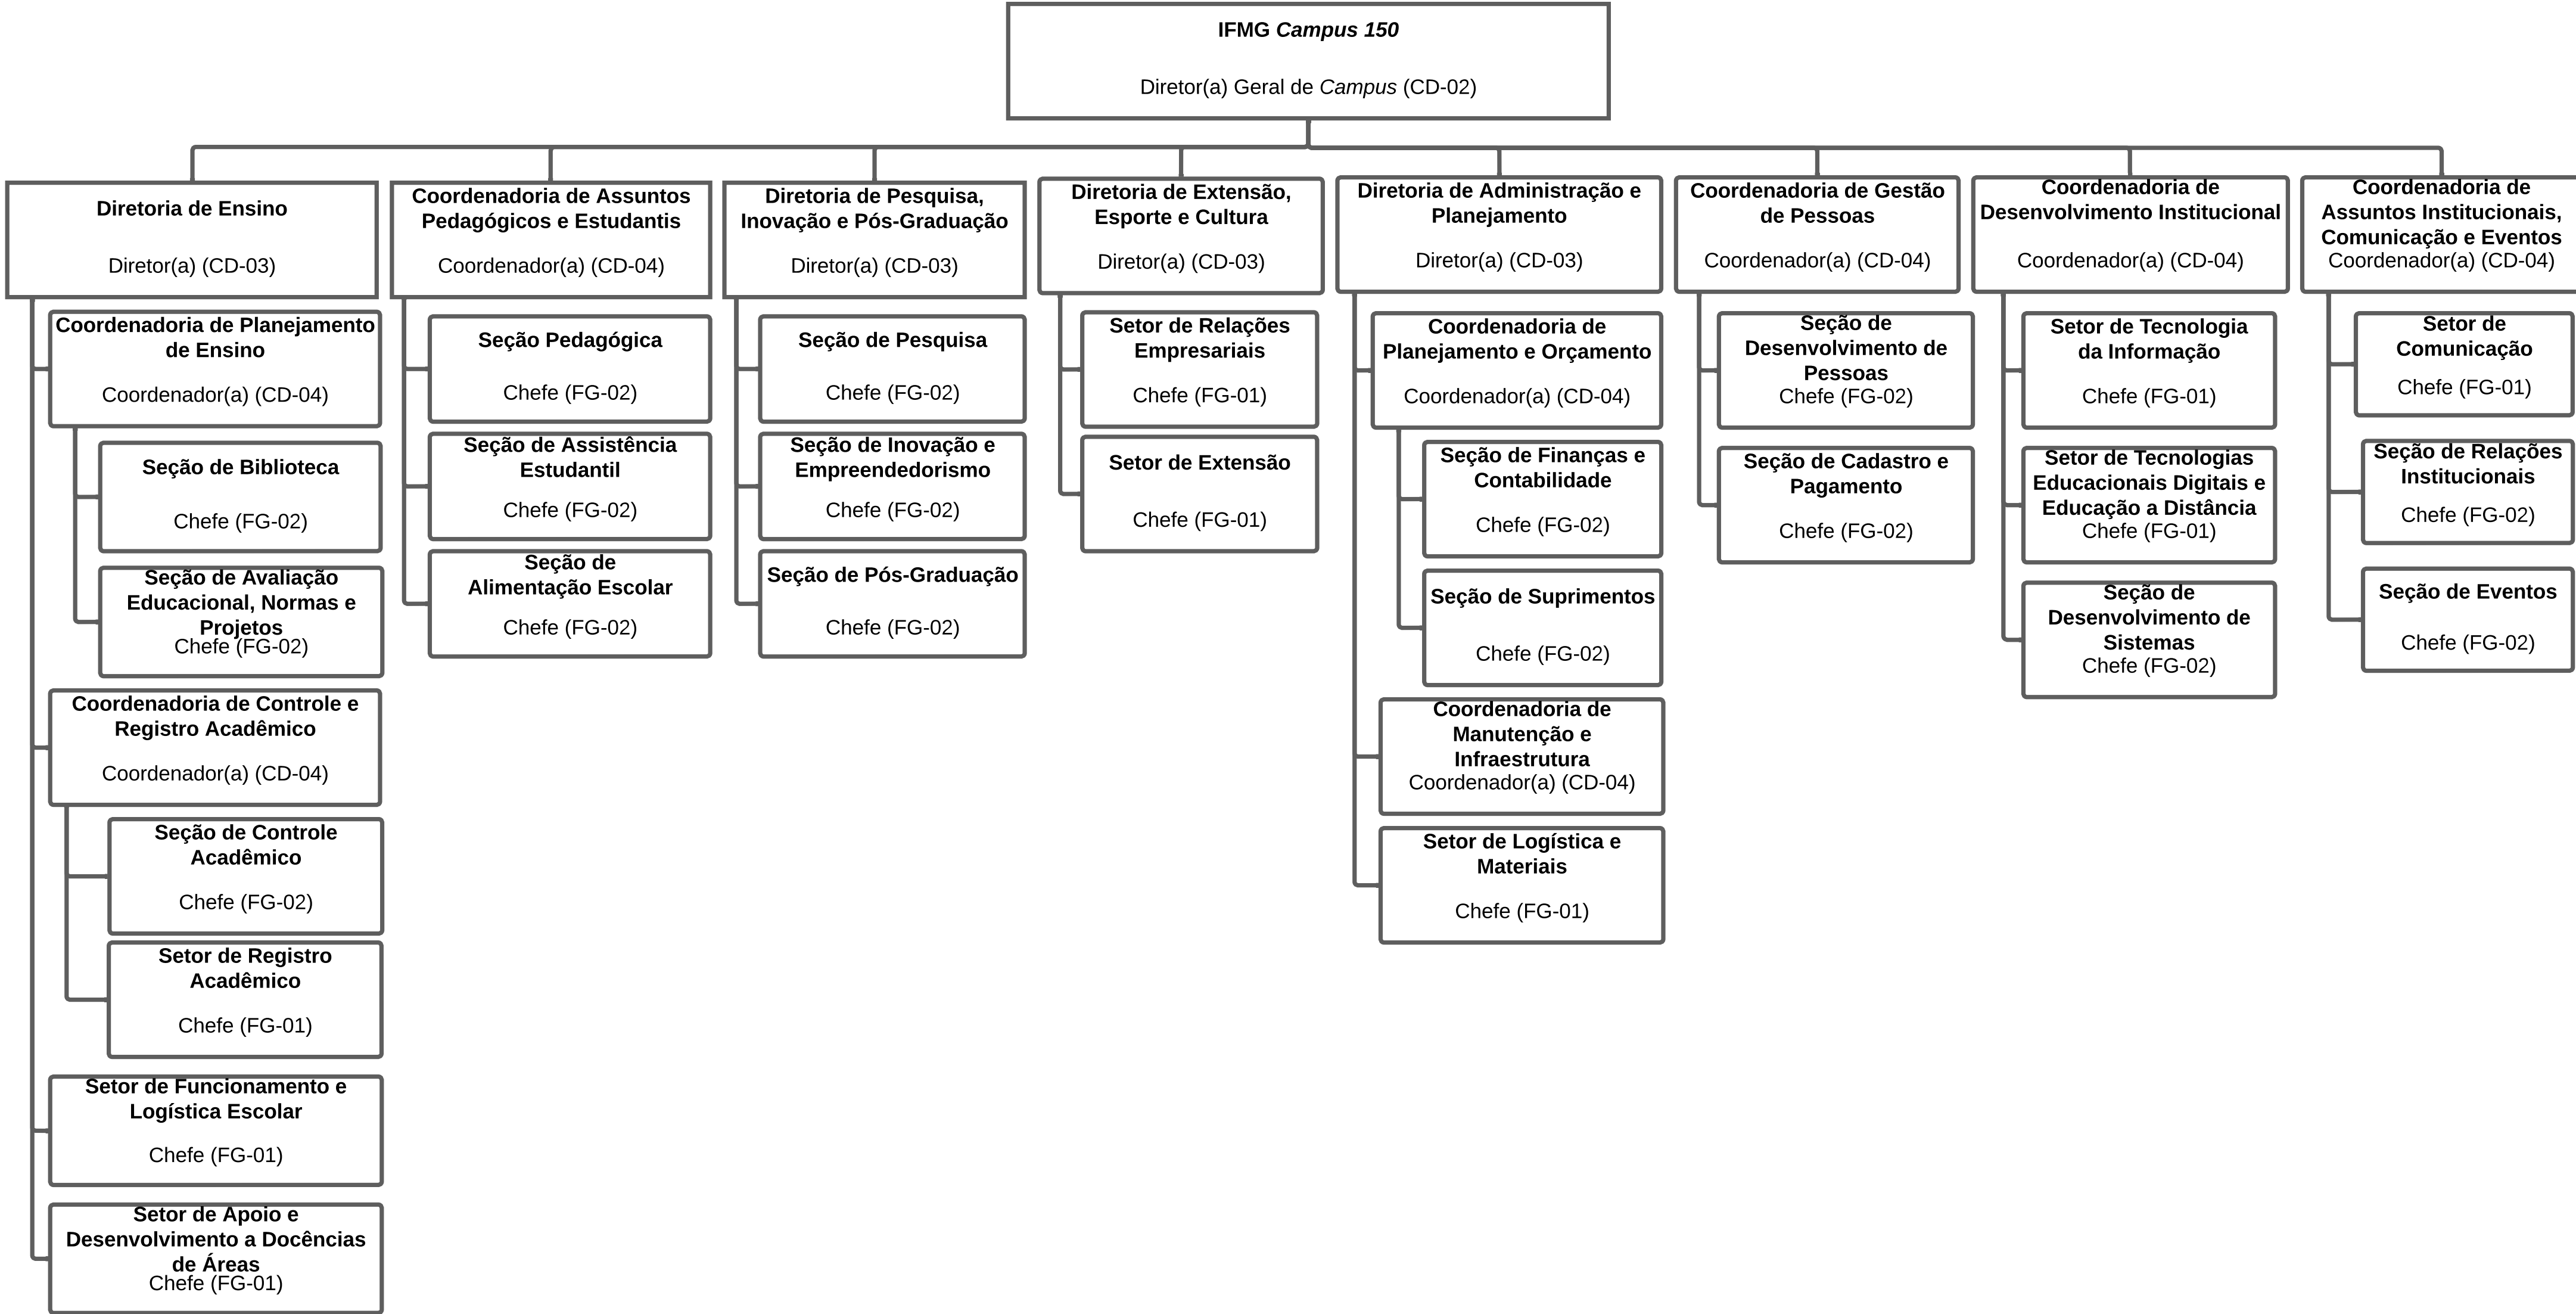 IFMG Campus 150
Diretor(a) Geral de Campus (CD-02)
Diretoria de Ensino
Diretor(a) (CD-03)
Coordenadoria de Planejamento
de Ensino
Coordenador(a) (CD-04)
Seção de Biblioteca
Chefe (FG-02)
Seção de Avaliação
Educacional, Normas e
Projetos
Chefe (FG-02)
Coordenadoria de Controle e
Registro Acadêmico
Coordenador(a) (CD-04)
Seção de Controle
Acadêmico
Chefe (FG-02)
Setor de Registro
Acadêmico
Chefe (FG-01)
Setor de Funcionamento e
Logística Escolar
Chefe (FG-01)
Setor de Apoio e
Desenvolvimento a Docências
de Áreas
Chefe (FG-01)
Coordenadoria de Assuntos
Pedagógicos e Estudantis
Coordenador(a) (CD-04)
Seção Pedagógica
Chefe (FG-02)
Seção de Assistência
Estudantil
Chefe (FG-02)
Seção de
Alimentação Escolar
Chefe (FG-02)
Diretoria de Pesquisa,
Inovação e Pós-Graduação
Diretor(a) (CD-03)
Seção de Pesquisa
Chefe (FG-02)
Seção de Inovação e
Empreendedorismo
Chefe (FG-02)
Seção de Pós-Graduação
Chefe (FG-02)
Diretoria de Extensão,
Esporte e Cultura
Diretor(a) (CD-03)
Setor de Relações
Empresariais
Chefe (FG-01)
Setor de Extensão
Chefe (FG-01)
Diretoria de Administração e
Planejamento
Diretor(a) (CD-03)
Coordenadoria de
Planejamento e Orçamento
Coordenador(a) (CD-04)
Seção de Finanças e
Contabilidade
Chefe (FG-02)
Seção de Suprimentos
Chefe (FG-02)
Coordenadoria de
Manutenção e
Infraestrutura
Coordenador(a) (CD-04)
Setor de Logística e
Materiais
Chefe (FG-01)
Coordenadoria de Gestão
de Pessoas
Coordenador(a) (CD-04)
Seção de
Desenvolvimento de
Pessoas
Chefe (FG-02)
Seção de Cadastro e
Pagamento
Chefe (FG-02)
Coordenadoria de
Desenvolvimento Institucional
Coordenador(a) (CD-04)
Setor de Tecnologia
da Informação
Chefe (FG-01)
Setor de Tecnologias
Educacionais Digitais e
Educação a Distância
Chefe (FG-01)
Seção de
Desenvolvimento de
Sistemas
Chefe (FG-02)
Coordenadoria de
Assuntos Institucionais,
Comunicação e Eventos
Coordenador(a) (CD-04)
Setor de
Comunicação
Chefe (FG-01)
Seção de Relações
Institucionais
Chefe (FG-02)
Seção de Eventos
Chefe (FG-02)